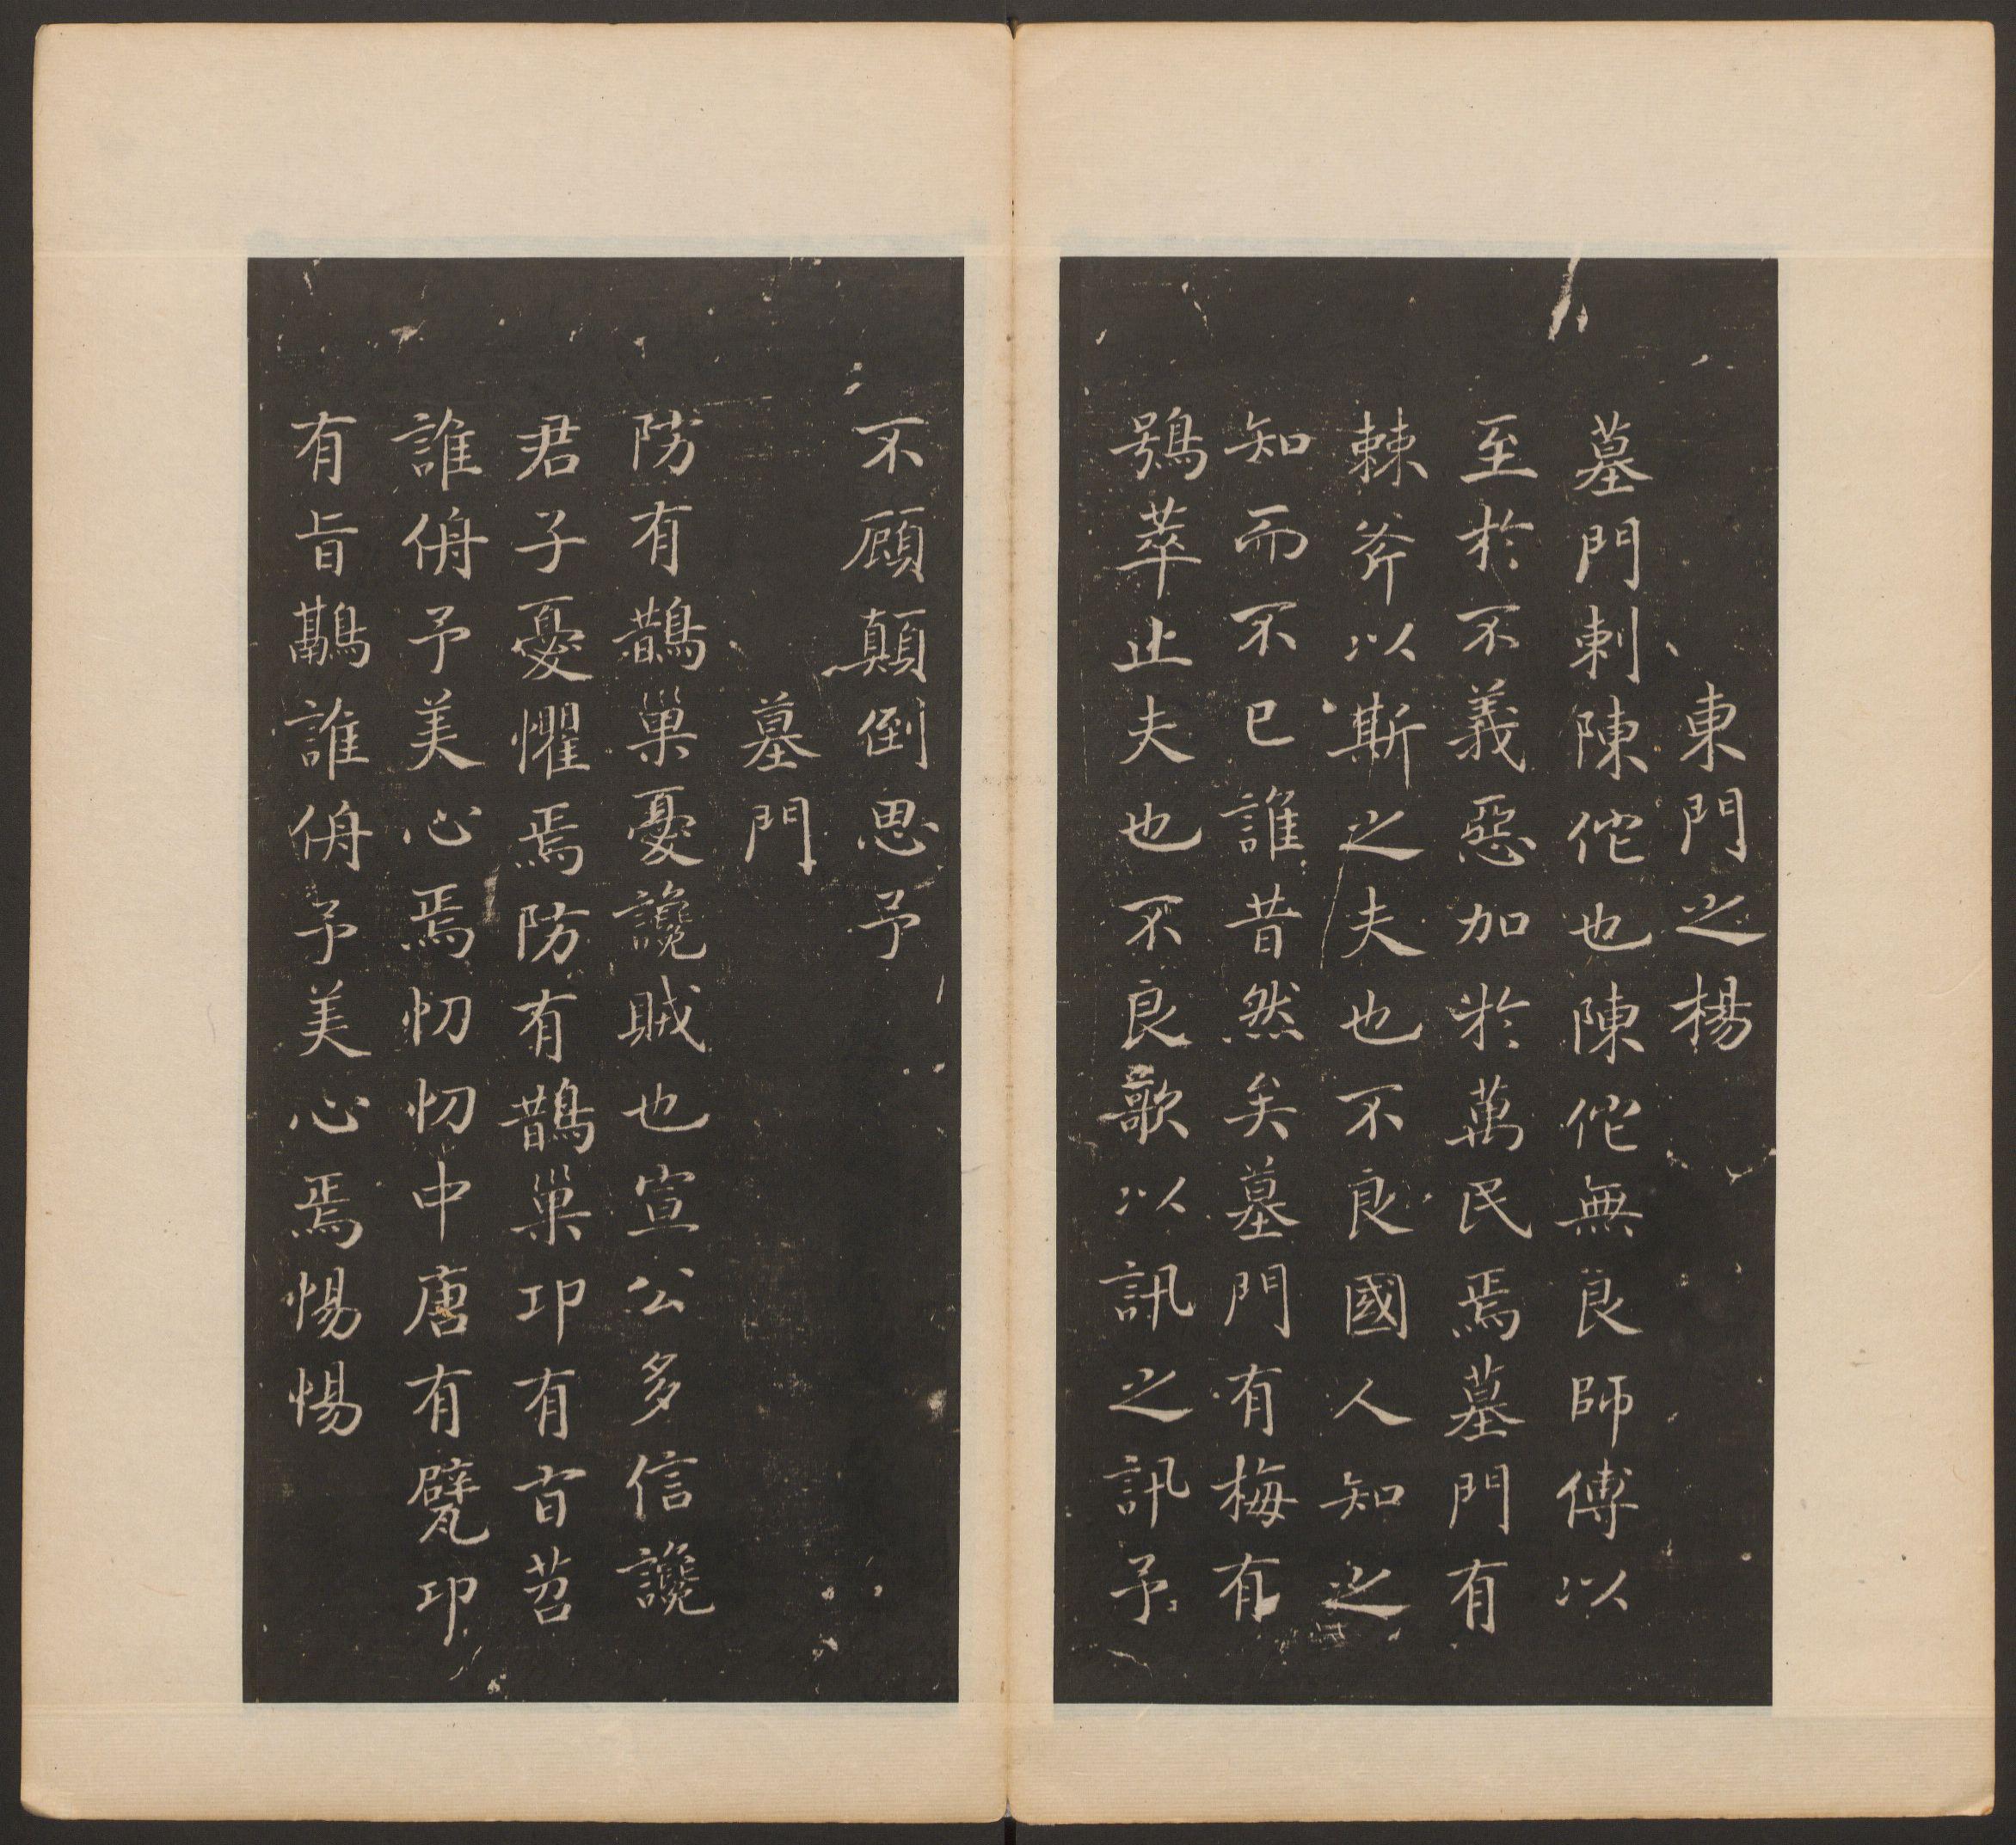 東門之楊
墓門刺陳佗也陳佗無良師傅以
至於不義惡加於萬民焉墓門有
棘斧以斯之夫也不良國人知之
知而不已誰昔然矣墓門有梅有
鴞萃止夫也不良歌以訊之訊予
不顧顛倒思予
墓門
防有鵲巢憂讒賊也宣公多信讒
君子憂懼焉防有鵲巢卭有旨苕
誰侜予美心焉忉忉中唐有甓卭
有旨鷊誰侜予美心焉惕惕